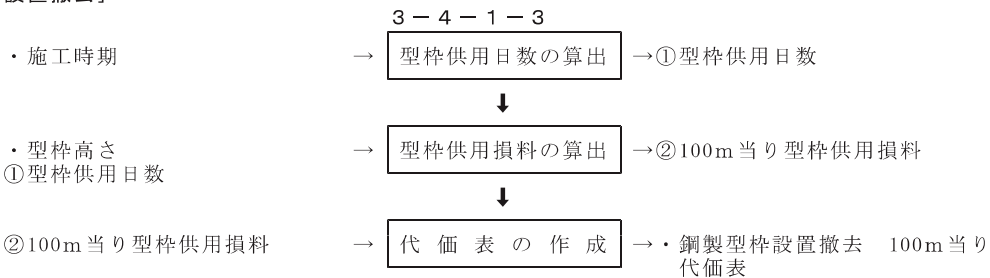 3－4－1－3
・施工時期 → 型枠供用日数の算出 →①型枠供用日数
⬇
・型枠高さ → 型枠供用損料の算出 →②100m当り型枠供用損料
①型枠供用日数
⬇
②100m当り型枠供用損料 → 代価表の作成 →・鋼製型枠設置撤去　100m当り
代価表